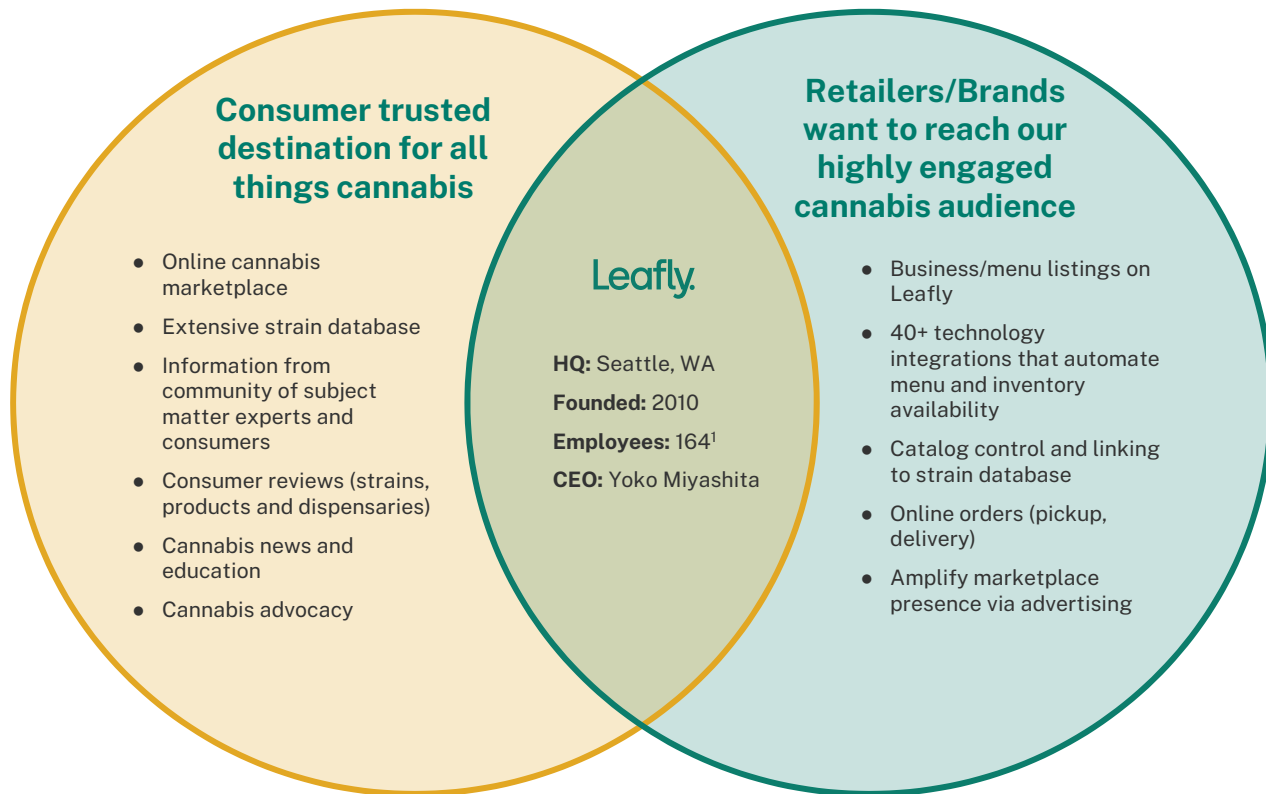 Consumer trusted
destination for all
things cannabis
● Online cannabis
marketplace
● Extensive strain database
● Information from
community of subject
matter experts and
consumers
● Consumer reviews (strains,
products and dispensaries)
● Cannabis news and
education
● Cannabis advocacy
Leafly.
HQ: Seattle, WA
Founded: 2010
Employees: 164¹
CEO: Yoko Miyashita
Retailers/Brands
want to reach our
highly engaged
cannabis audience
● Business/menu listings on
Leafly
● 40+ technology
integrations that automate
menu and inventory
availability
● Catalog control and linking
to strain database
● Online orders (pickup,
delivery)
● Amplify marketplace
presence via advertising